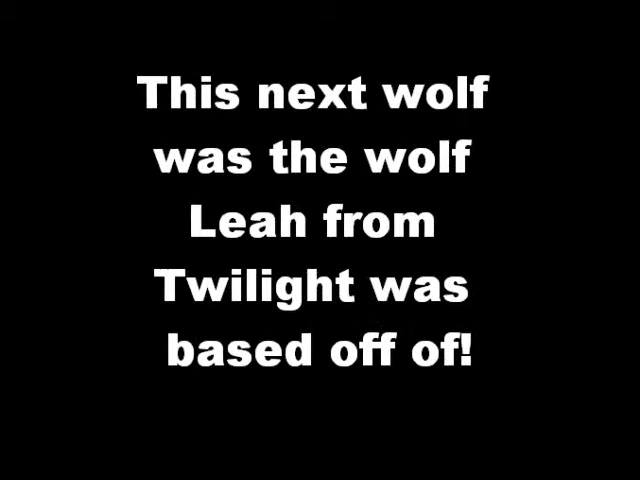 This next wolf
was the wolf
Leah from
Twilight was
based off of!